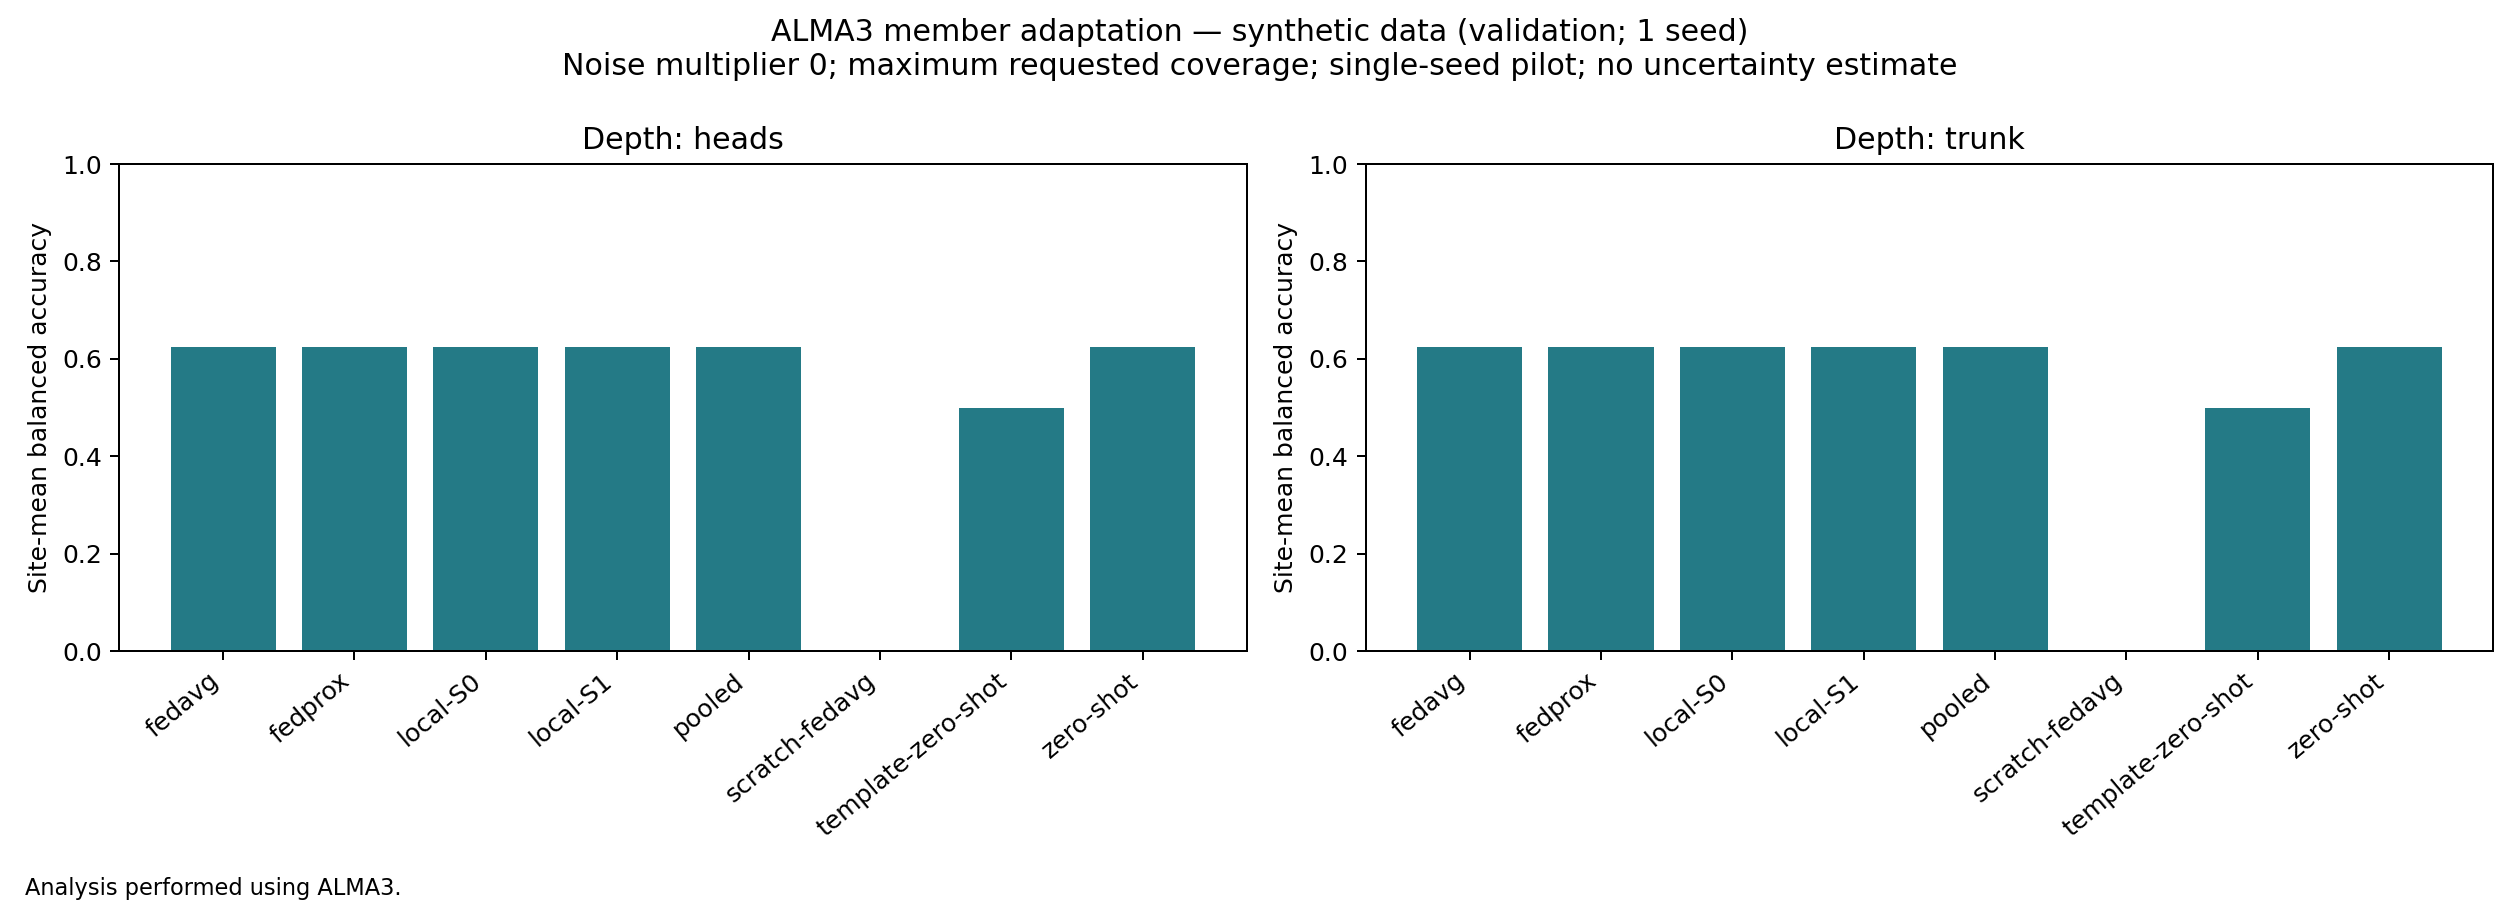 ALMA3 member adaptation — synthetic data (validation; 1 seed)
Noise multiplier 0; maximum requested coverage; single-seed pilot; no uncertainty estimate
Depth: heads
Site-mean balanced accuracy
1.0
0.8
0.6
0.4
0.2
0.0
fedavg
fedprox
local-S0
local-S1
pooled
scratch-fedavg
template-zero-shot
zero-shot
Depth: trunk
Site-mean balanced accuracy
1.0
0.8
0.6
0.4
0.2
0.0
fedavg
fedprox
local-S0
local-S1
pooled
scratch-fedavg
template-zero-shot
zero-shot
Analysis performed using ALMA3.